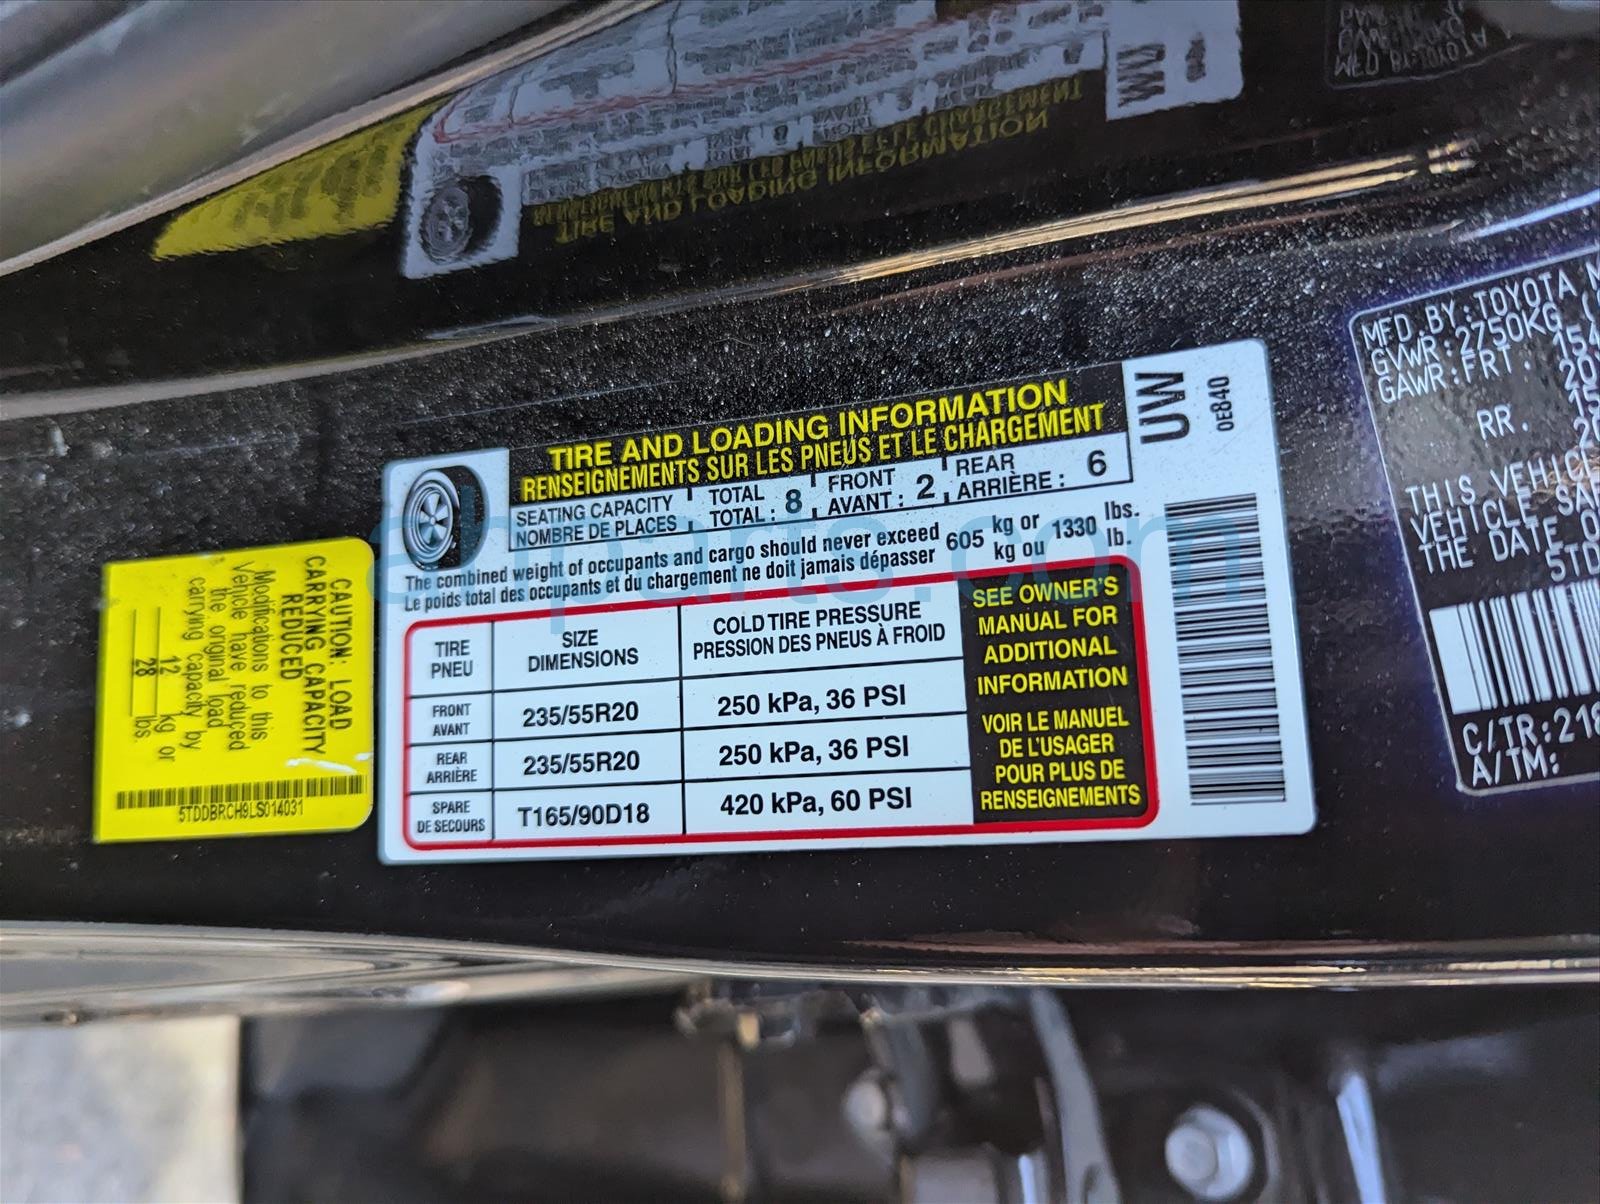 TIRE AND LOADING INFORMATION
RENSEIGNEMENTS SUR LES PNEUS ET LE CHARGEMENT
UW
0E840
SEATING CAPACITY
NOMBRE DE PLACES
TOTAL
TOTAL : 8
FRONT
AVANT : 2
REAR
ARRIÈRE : 6
The combined weight of occupants and cargo should never exceed 605 kg or 1330 lbs.
Le poids total des occupants et du chargement ne doit jamais dépasser kg ou lb.
TIRE
PNEU
SIZE
DIMENSIONS
COLD TIRE PRESSURE
PRESSION DES PNEUS À FROID
FRONT
AVANT
235/55R20
250 kPa, 36 PSI
REAR
ARRIÈRE
235/55R20
250 kPa, 36 PSI
SPARE
DE SECOURS
T165/90D18
420 kPa, 60 PSI
SEE OWNER'S
MANUAL FOR
ADDITIONAL
INFORMATION
VOIR LE MANUEL
DE L'USAGER
POUR PLUS DE
RENSEIGNEMENTS
CAUTION: LOAD
CARRYING CAPACITY
REDUCED
Modifications to this
Vehicle have reduced
the original load
carrying capacity by
12 kg or
28 lbs.
5TDDBRCH9LS014031
MFD.BY:TOYOTA
GVWR:2750KG
GAWR:FRT.
RR.
THIS
VEHICLE
THE DATE
5TD
C/TR:218
A/TM:
ahparts.com